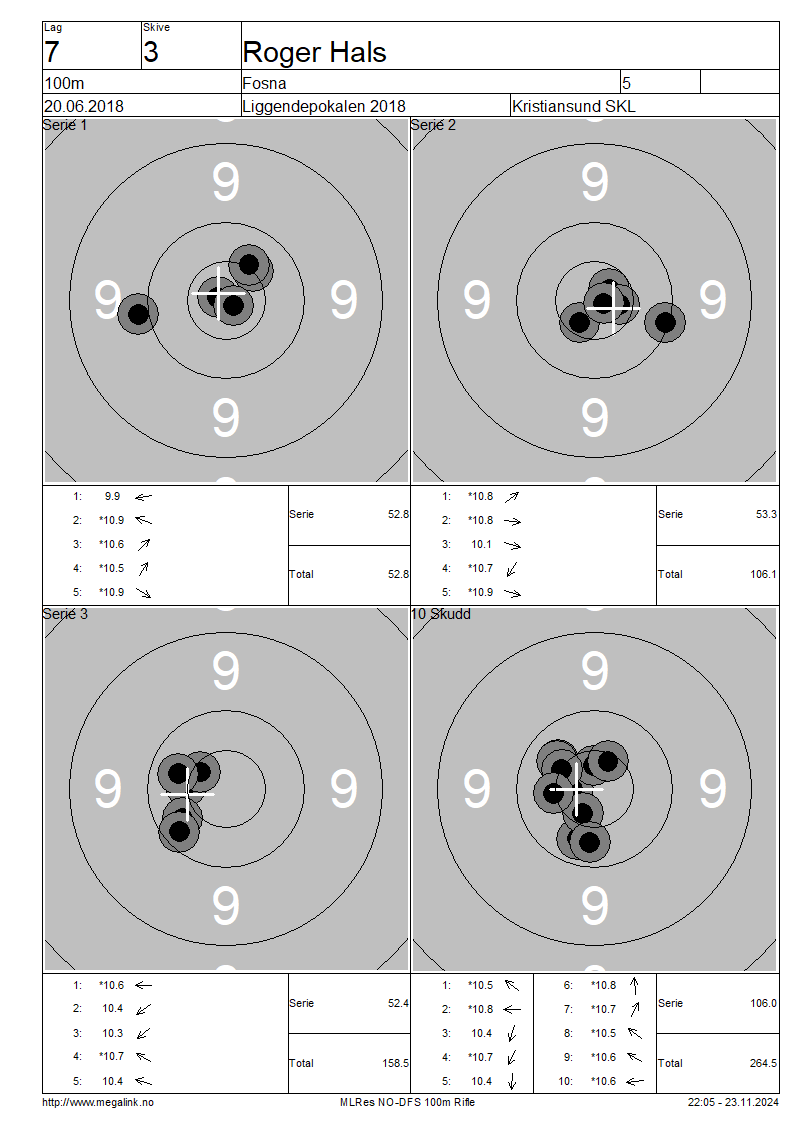 Lag
Skive
7
3
Roger Hals
100m
Fosna
5
20.06.2018
Liggendepokalen 2018
Kristiansund SKL
Serie 1
9
9
9
9
Serie 2
9
9
9
9
1: 9.9
2: *10.9
3: *10.6
4: *10.5
5: *10.9
Serie 52.8
Total 52.8
1: *10.8
2: *10.8
3: 10.1
4: *10.7
5: *10.9
Serie 53.3
Total 106.1
Serie 3
9
9
9
9
10 Skudd
9
9
9
9
1: *10.6
2: 10.4
3: 10.3
4: *10.7
5: 10.4
Serie 52.4
Total 158.5
1: *10.5
2: *10.8
3: 10.4
4: *10.7
5: 10.4
6: *10.8
7: *10.7
8: *10.5
9: *10.6
10: *10.6
Serie 106.0
Total 264.5
http://www.megalink.no
MLRes NO-DFS 100m Rifle
22:05 - 23.11.2024